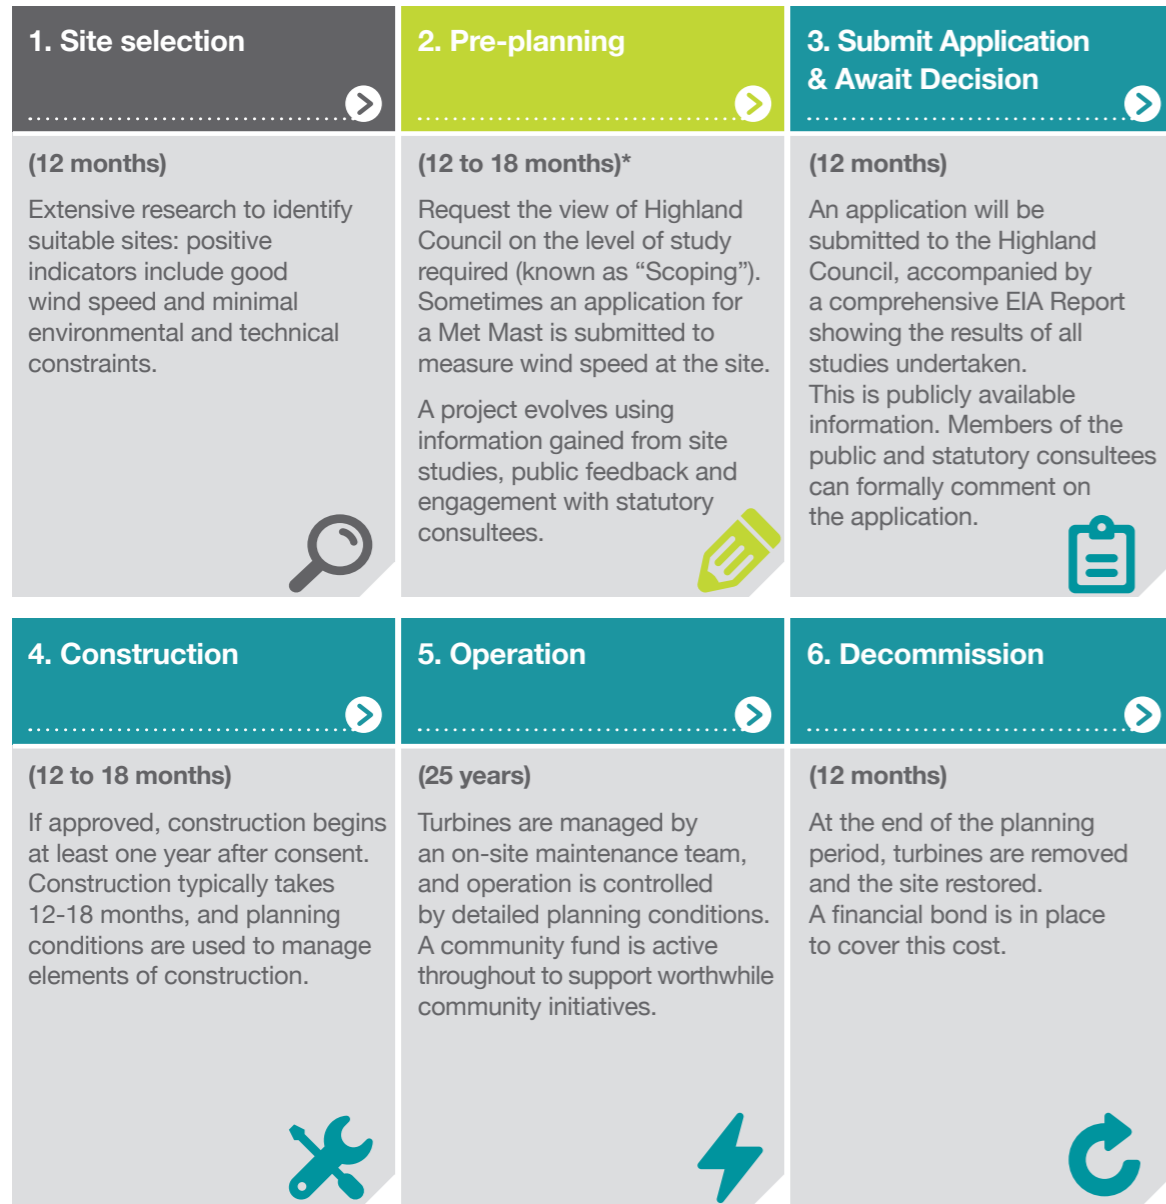 1. Site selection
(12 months)
Extensive research to identify
suitable sites: positive
indicators include good
wind speed and minimal
environmental and technical
constraints.
2. Pre-planning
(12 to 18 months)*
Request the view of Highland
Council on the level of study
required (known as “Scoping”).
Sometimes an application for
a Met Mast is submitted to
measure wind speed at the site.
A project evolves using
information gained from site
studies, public feedback and
engagement with statutory
consultees.
3. Submit Application
& Await Decision
(12 months)
An application will be
submitted to the Highland
Council, accompanied by
a comprehensive EIA Report
showing the results of all
studies undertaken.
This is publicly available
information. Members of the
public and statutory consultees
can formally comment on
the application.
4. Construction
(12 to 18 months)
If approved, construction begins
at least one year after consent.
Construction typically takes
12-18 months, and planning
conditions are used to manage
elements of construction.
5. Operation
(25 years)
Turbines are managed by
an on-site maintenance team,
and operation is controlled
by detailed planning conditions.
A community fund is active
throughout to support worthwhile
community initiatives.
6. Decommission
(12 months)
At the end of the planning
period, turbines are removed
and the site restored.
A financial bond is in place
to cover this cost.